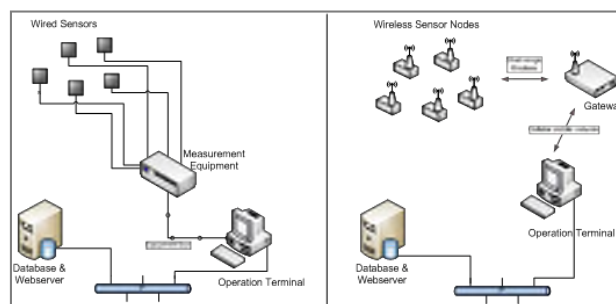 Wired Sensors
Measurement
Equipment
Database &
Webserver
Operation Terminal
Wireless Sensor Nodes
Gatewa
Operation Terminal
Database &
Webserver